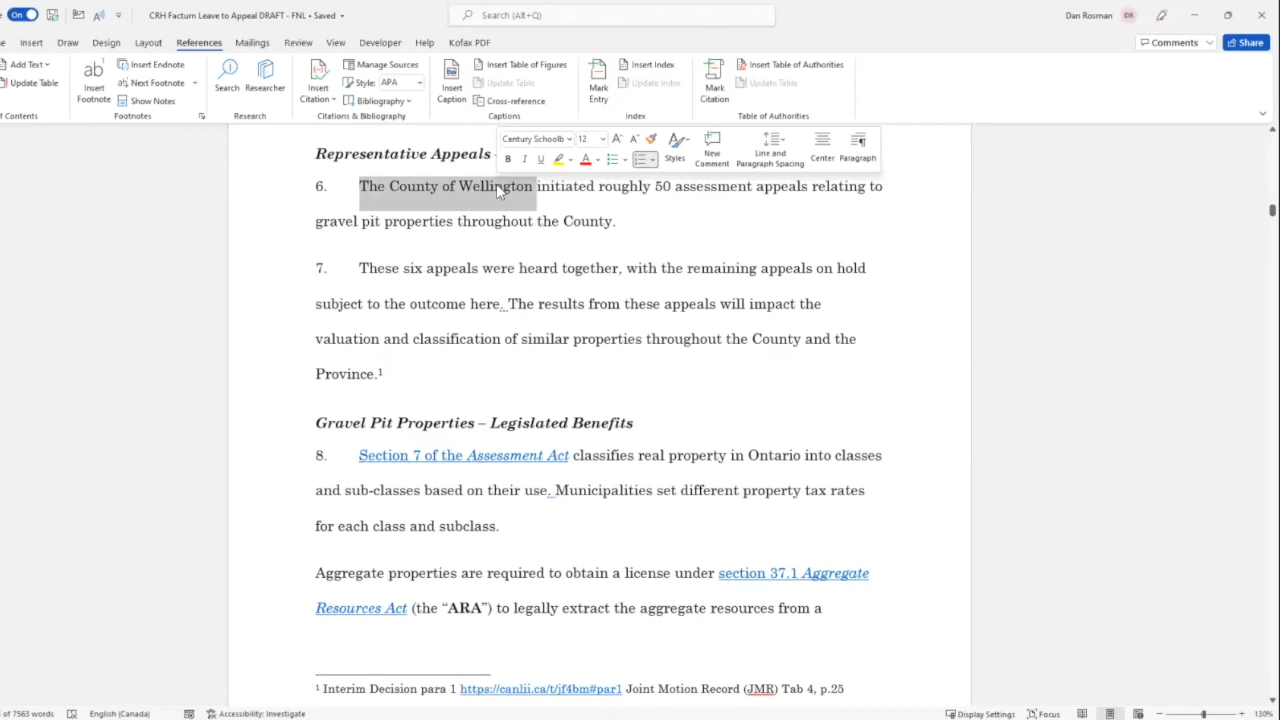 On
CRH Factum Leave to Appeal DRAFT - FNL • Saved
Search (Alt+Q)
Dan Rosman
DR
Insert Draw Design Layout References Mailings Review View Developer Help Kofax PDF
Comments
Share
Add Text
Update Table
Insert Footnote
Insert Endnote
Next Footnote
Show Notes
Footnotes
Search
Researcher
Research
Insert Citation
Manage Sources
Style: APA
Bibliography
Citations & Bibliography
Insert Caption
Insert Table of Figures
Update Table
Cross-reference
Captions
Mark Entry
Insert Index
Update Index
Index
Mark Citation
Insert Table of Authorities
Update Table
Table of Authorities
Century Schoolb 12
B I U
Styles
New Comment
Line and Paragraph Spacing
Center
Paragraph
Representative Appeals
6. The County of Wellington initiated roughly 50 assessment appeals relating to
gravel pit properties throughout the County.
7. These six appeals were heard together, with the remaining appeals on hold
subject to the outcome here. The results from these appeals will impact the
valuation and classification of similar properties throughout the County and the
Province.¹
Gravel Pit Properties – Legislated Benefits
8. Section 7 of the Assessment Act classifies real property in Ontario into classes
and sub-classes based on their use. Municipalities set different property tax rates
for each class and subclass.
Aggregate properties are required to obtain a license under section 37.1 Aggregate
Resources Act (the “ARA”) to legally extract the aggregate resources from a
¹ Interim Decision para 1 https://canlii.ca/t/jf4bm#par1 Joint Motion Record (JMR) Tab 4, p.25
of 7563 words
English (Canada)
Accessibility: Investigate
Display Settings
Focus
130%